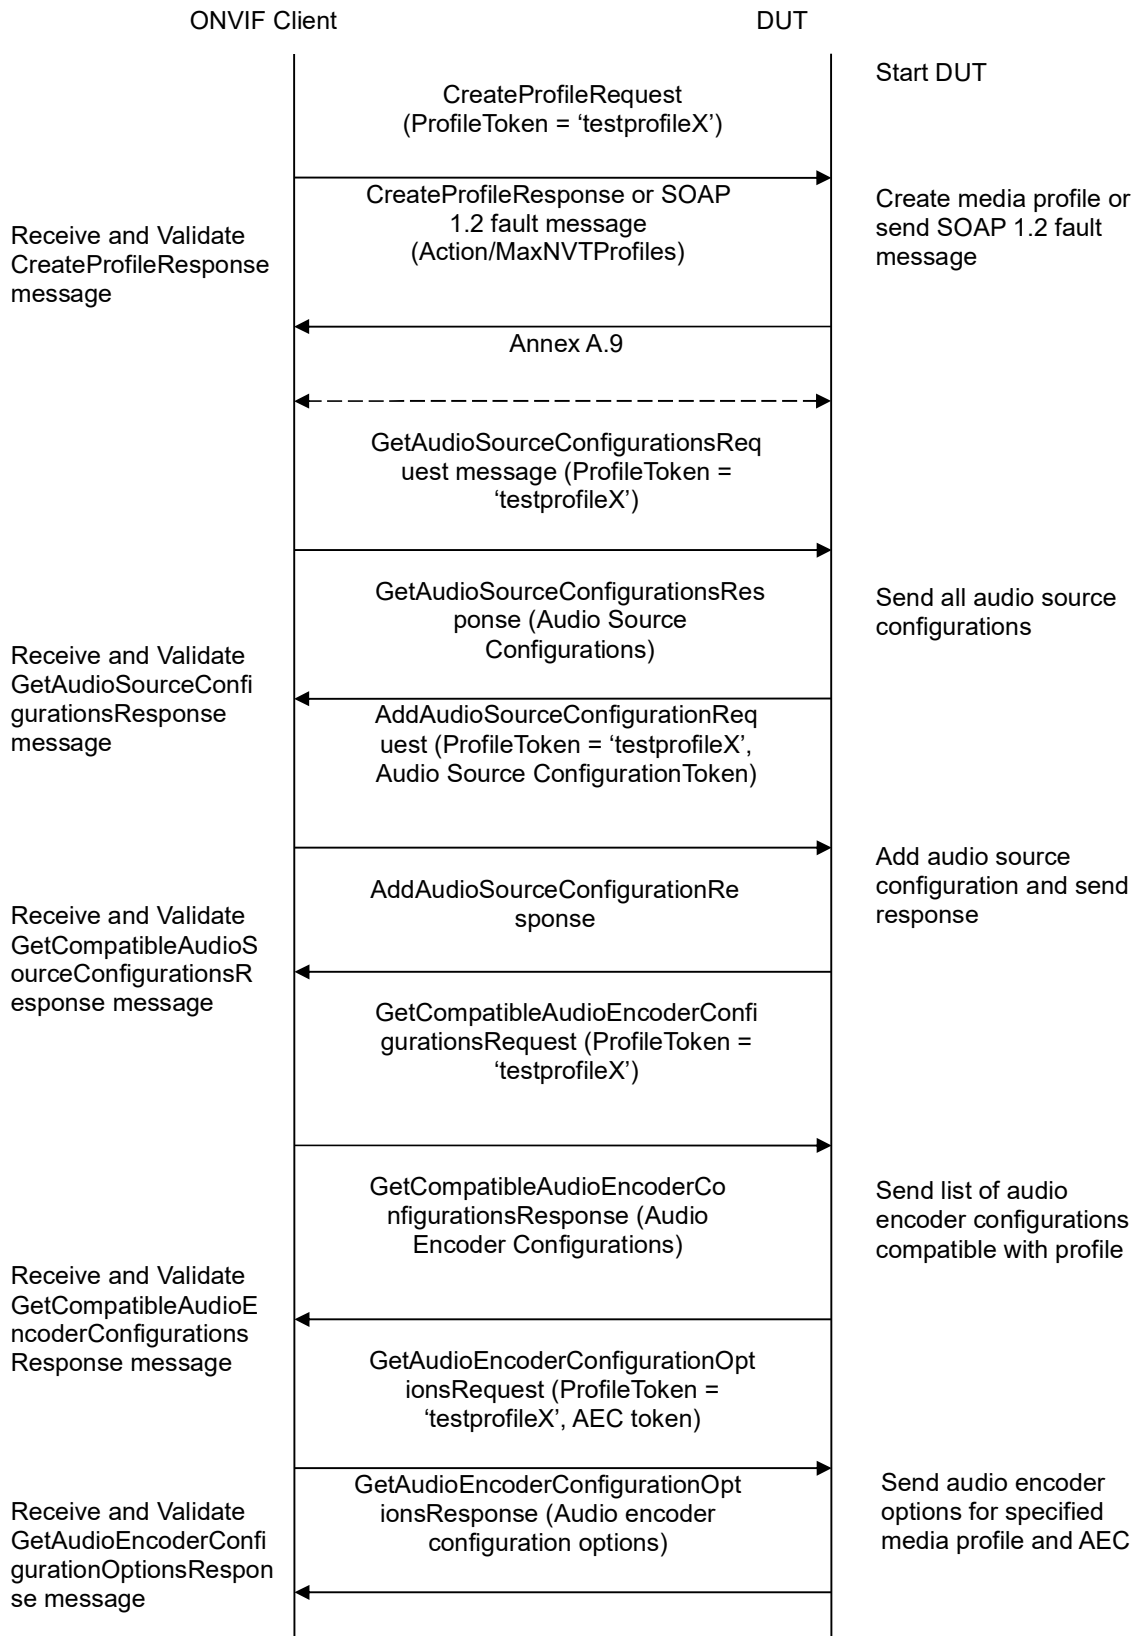 ONVIF Client
DUT
Start DUT
CreateProfileRequest
(ProfileToken = ‘testprofileX’)
CreateProfileResponse or SOAP
1.2 fault message
(Action/MaxNVTProfiles)
Create media profile or
send SOAP 1.2 fault
message
Receive and Validate
CreateProfileResponse
message
Annex A.9
GetAudioSourceConfigurationsReq
uest message (ProfileToken =
‘testprofileX’)
GetAudioSourceConfigurationsRes
ponse (Audio Source
Configurations)
Send all audio source
configurations
Receive and Validate
GetAudioSourceConfi
gurationsResponse
message
AddAudioSourceConfigurationReq
uest (ProfileToken = ‘testprofileX’,
Audio Source ConfigurationToken)
Add audio source
configuration and send
response
AddAudioSourceConfigurationRe
sponse
Receive and Validate
GetCompatibleAudioS
ourceConfigurationsR
esponse message
GetCompatibleAudioEncoderConfi
gurationsRequest (ProfileToken =
‘testprofileX’)
GetCompatibleAudioEncoderCo
nfigurationsResponse (Audio
Encoder Configurations)
Send list of audio
encoder configurations
compatible with profile
Receive and Validate
GetCompatibleAudioE
ncoderConfigurations
Response message
GetAudioEncoderConfigurationOpt
ionsRequest (ProfileToken =
‘testprofileX’, AEC token)
GetAudioEncoderConfigurationOpt
ionsResponse (Audio encoder
configuration options)
Send audio encoder
options for specified
media profile and AEC
Receive and Validate
GetAudioEncoderConfi
gurationOptionsRespon
se message